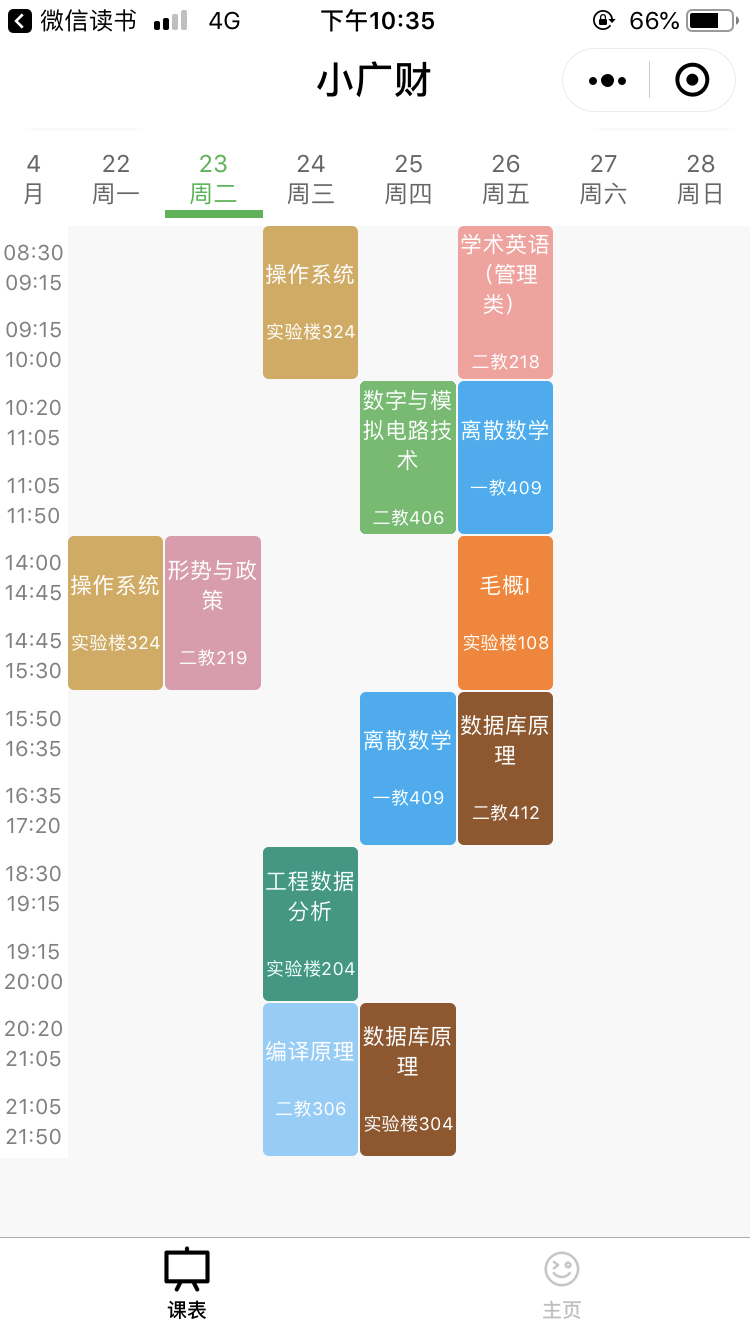 微信读书 4G 下午10:35 66%
小广财
4 22 23 24 25 26 27 28
月 周一 周二 周三 周四 周五 周六 周日
08:30
09:15
09:15
10:00
操作系统
实验楼324
学术英语
（管理
类）
二教218
10:20
11:05
11:05
11:50
数字与模
拟电路技
术
二教406
离散数学
一教409
14:00
14:45
14:45
15:30
操作系统
实验楼324
形势与政
策
二教219
毛概I
实验楼108
15:50
16:35
16:35
17:20
离散数学
一教409
数据库原
理
二教412
18:30
19:15
19:15
20:00
工程数据
分析
实验楼204
20:20
21:05
21:05
21:50
编译原理
二教306
数据库原
理
实验楼304
课表 主页